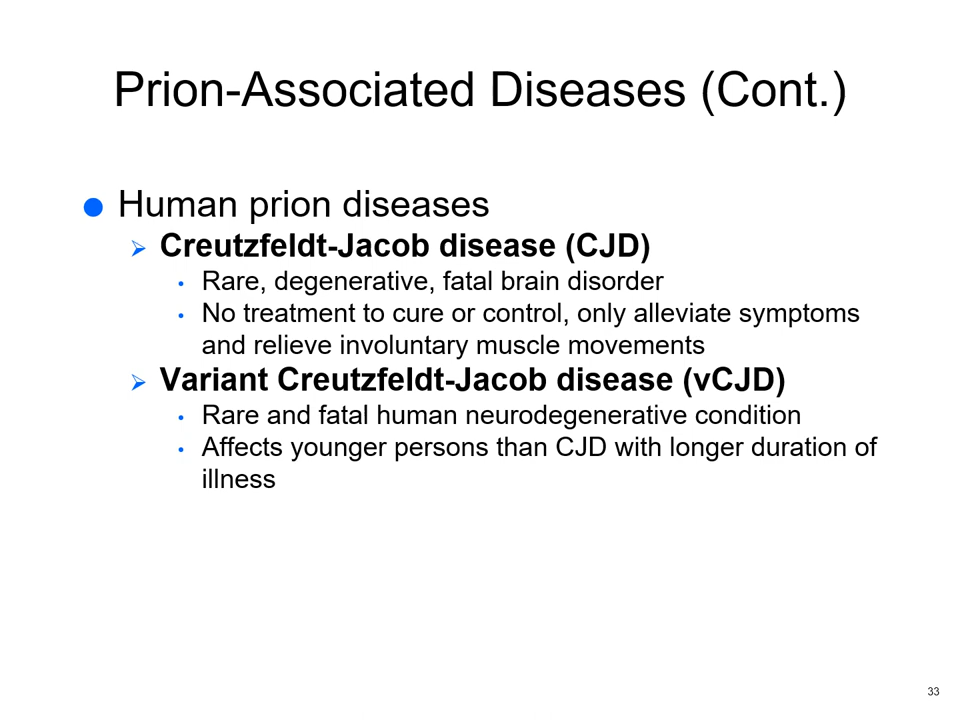 Prion-Associated Diseases (Cont.)
Human prion diseases
Creutzfeldt-Jacob disease (CJD)
Rare, degenerative, fatal brain disorder
No treatment to cure or control, only alleviate symptoms
and relieve involuntary muscle movements
Variant Creutzfeldt-Jacob disease (vCJD)
Rare and fatal human neurodegenerative condition
Affects younger persons than CJD with longer duration of
illness
33